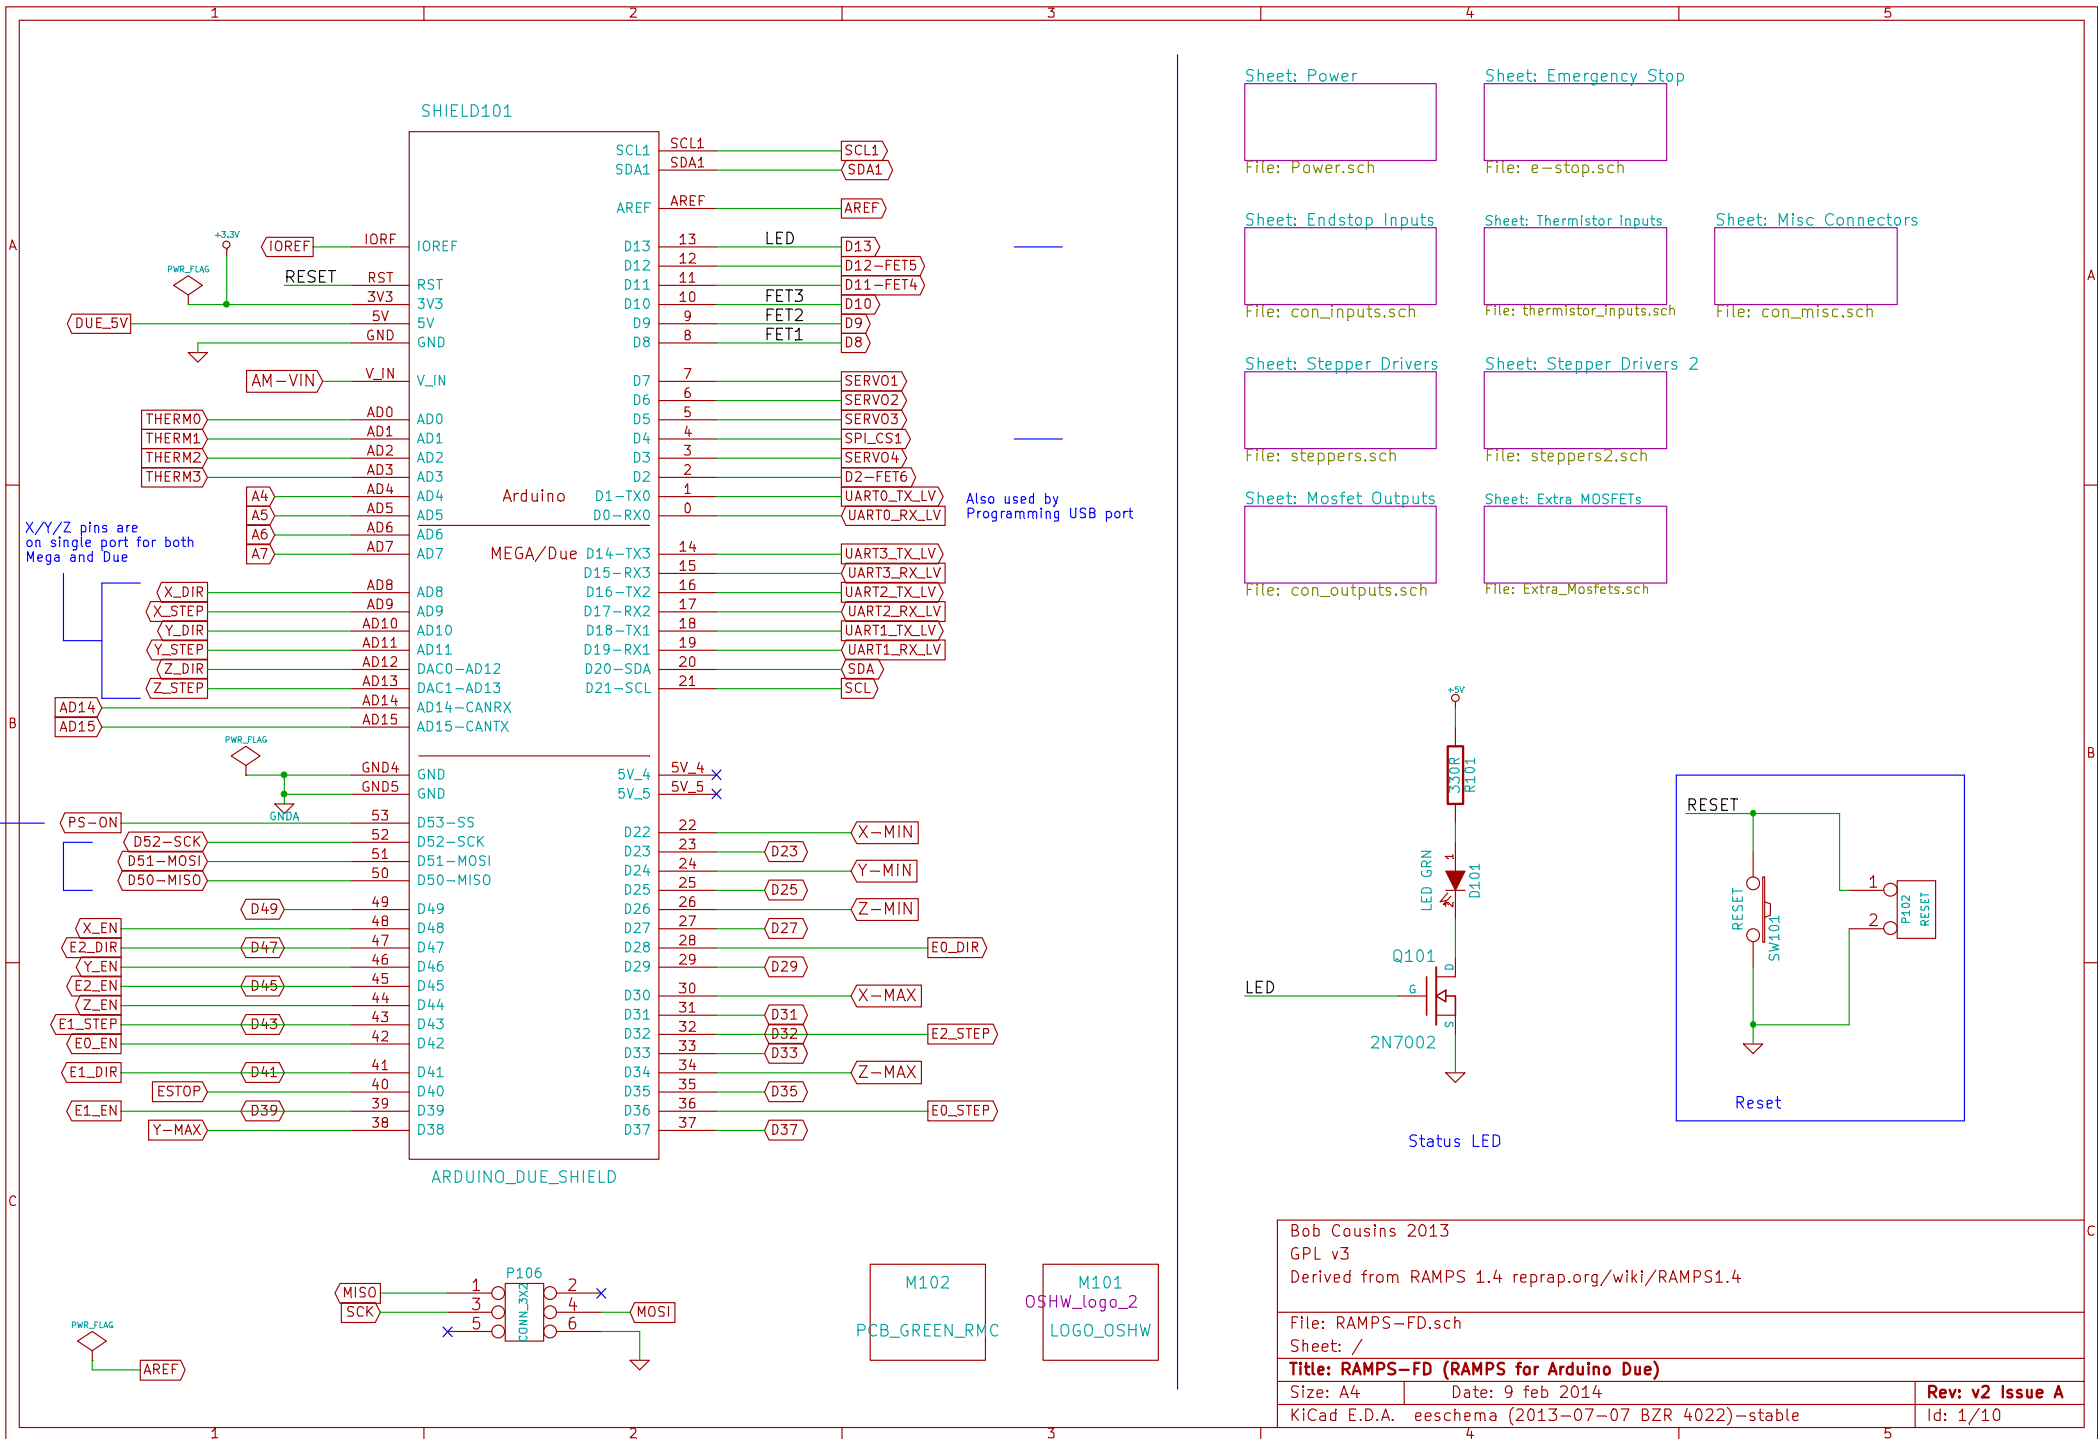 1 2 3 4 5
A
B
C
SHIELD101
SCL1 SCL1 SCL1
SDA1 SDA1 SDA1
AREF AREF AREF
IOREF IORF IOREF
+3.3V
PWR_FLAG
RESET RST RST
3V3 3V3
DUE_5V 5V 5V
GND GND
AM-VIN V_IN V_IN
THERM0 AD0 AD0
THERM1 AD1 AD1
THERM2 AD2 AD2
THERM3 AD3 AD3
A4 AD4 AD4
A5 AD5 AD5
A6 AD6 AD6
A7 AD7 AD7
X/Y/Z pins are
on single port for both
Mega and Due
X_DIR AD8 AD8
X_STEP AD9 AD9
Y_DIR AD10 AD10
Y_STEP AD11 AD11
Z_DIR AD12 DAC0-AD12
Z_STEP AD13 DAC1-AD13
AD14 AD14 AD14-CANRX
AD15 AD15 AD15-CANTX
PWR_FLAG
GND4 GND
GND5 GND
GNDA
PS-ON 53 D53-SS
D52-SCK 52 D52-SCK
D51-MOSI 51 D51-MOSI
D50-MISO 50 D50-MISO
D49 49 D49
X_EN 48 D48
E2_DIR D47 47 D47
Y_EN 46 D46
E2_EN D45 45 D45
Z_EN 44 D44
E1_STEP D43 43 D43
E0_EN 42 D42
E1_DIR D41 41 D41
ESTOP 40 D40
E1_EN D39 39 D39
Y-MAX 38 D38
D13 13 LED D13
D12 12 D12-FET5
D11 11 D11-FET4
D10 10 FET3 D10
D9 9 FET2 D9
D8 8 FET1 D8
D7 7 SERVO1
D6 6 SERVO2
D5 5 SERVO3
D4 4 SPI_CS1
D3 3 SERVO4
D2 2 D2-FET6
Arduino D1-TX0 1 UART0_TX_LV
D0-RX0 0 UART0_RX_LV
Also used by
Programming USB port
MEGA/Due D14-TX3 14 UART3_TX_LV
D15-RX3 15 UART3_RX_LV
D16-TX2 16 UART2_TX_LV
D17-RX2 17 UART2_RX_LV
D18-TX1 18 UART1_TX_LV
D19-RX1 19 UART1_RX_LV
D20-SDA 20 SDA
D21-SCL 21 SCL
5V_4 5V_4
5V_5 5V_5
D22 22 X-MIN
D23 23 D23
D24 24 Y-MIN
D25 25 D25
D26 26 Z-MIN
D27 27 D27
D28 28 E0_DIR
D29 29 D29
D30 30 X-MAX
D31 31 D31
D32 32 D32 E2_STEP
D33 33 D33
D34 34 Z-MAX
D35 35 D35
D36 36 E0_STEP
D37 37 D37
ARDUINO_DUE_SHIELD
P106
MISO 1 2
SCK 3 4 MOSI
5 6
CONN_3X2
PWR_FLAG
AREF
M102
PCB_GREEN_RMC
M101
OSHW_logo_2
LOGO_OSHW
Sheet: Power
File: Power.sch
Sheet: Emergency Stop
File: e-stop.sch
Sheet: Endstop Inputs
File: con_inputs.sch
Sheet: Thermistor inputs
File: thermistor_inputs.sch
Sheet: Misc Connectors
File: con_misc.sch
Sheet: Stepper Drivers
File: steppers.sch
Sheet: Stepper Drivers 2
File: steppers2.sch
Sheet: Mosfet Outputs
File: con_outputs.sch
Sheet: Extra MOSFETs
File: Extra_Mosfets.sch
+5V
330R
R101
1
LED GRN
D101
2
Q101
D
LED G
S
2N7002
Status LED
RESET
RESET
SW101
1
2
P102
RESET
Reset
Bob Cousins 2013
GPL v3
Derived from RAMPS 1.4 reprap.org/wiki/RAMPS1.4
File: RAMPS-FD.sch
Sheet: /
Title: RAMPS-FD (RAMPS for Arduino Due)
Size: A4 Date: 9 feb 2014 Rev: v2 Issue A
KiCad E.D.A. eeschema (2013-07-07 BZR 4022)-stable Id: 1/10
A
B
C
1 2 3 4 5